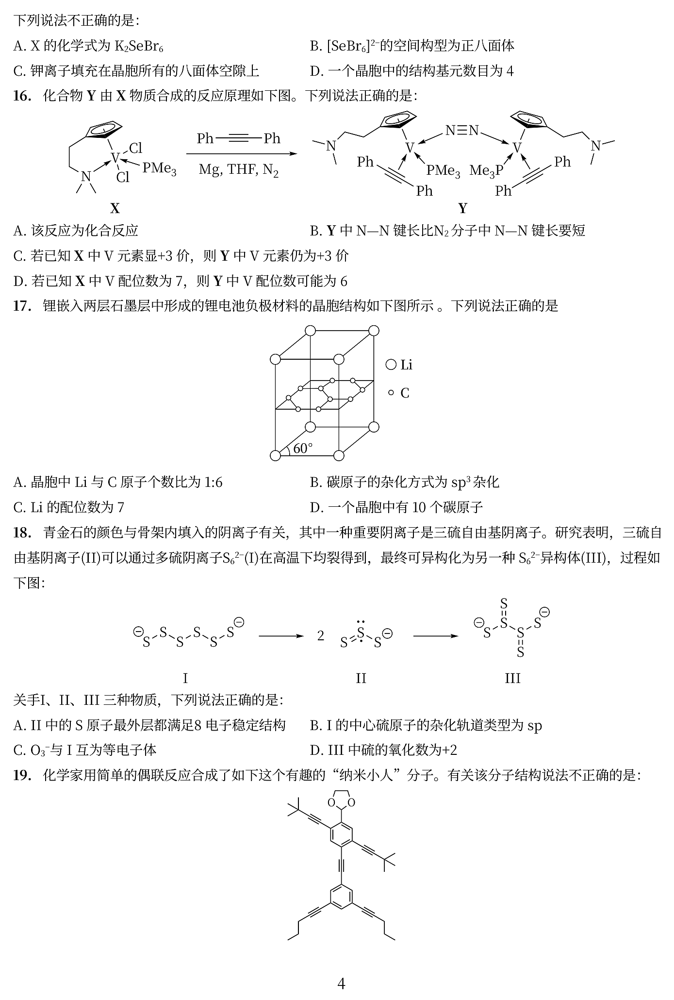 下列说法不正确的是：
A. X 的化学式为 K₂SeBr₆ B. [SeBr₆]²⁻的空间构型为正八面体
C. 钾离子填充在晶胞所有的八面体空隙上 D. 一个晶胞中的结构基元数目为 4
16. 化合物 Y 由 X 物质合成的反应原理如下图。下列说法正确的是：
Cl
V
Cl
PMe₃
N
X
Ph Ph
Mg, THF, N₂
N≡N
N V V N
Ph PMe₃ Me₃P Ph
Ph Ph
Y
A. 该反应为化合反应 B. Y 中 N—N 键长比N₂ 分子中 N—N 键长要短
C. 若已知 X 中 V 元素显+3 价，则 Y 中 V 元素仍为+3 价
D. 若已知 X 中 V 配位数为 7，则 Y 中 V 配位数可能为 6
17. 锂嵌入两层石墨层中形成的锂电池负极材料的晶胞结构如下图所示 。下列说法正确的是
Li
C
60°
A. 晶胞中 Li 与 C 原子个数比为 1:6 B. 碳原子的杂化方式为 sp³ 杂化
C. Li 的配位数为 7 D. 一个晶胞中有 10 个碳原子
18. 青金石的颜色与骨架内填入的阴离子有关，其中一种重要阴离子是三硫自由基阴离子。研究表明，三硫自
由基阴离子(II)可以通过多硫阴离子S₆²⁻(I)在高温下均裂得到，最终可异构化为另一种 S₆²⁻异构体(III)，过程如
下图：
⊖S S S S S S⊖
2 S S S⊖
S
⊖S S S S⊖
S
I II III
关手I、II、III 三种物质，下列说法正确的是：
A. II 中的 S 原子最外层都满足8 电子稳定结构 B. I 的中心硫原子的杂化轨道类型为 sp
C. O₃⁻与 I 互为等电子体 D. III 中硫的氧化数为+2
19. 化学家用简单的偶联反应合成了如下这个有趣的“纳米小人”分子。有关该分子结构说法不正确的是：
O O
4